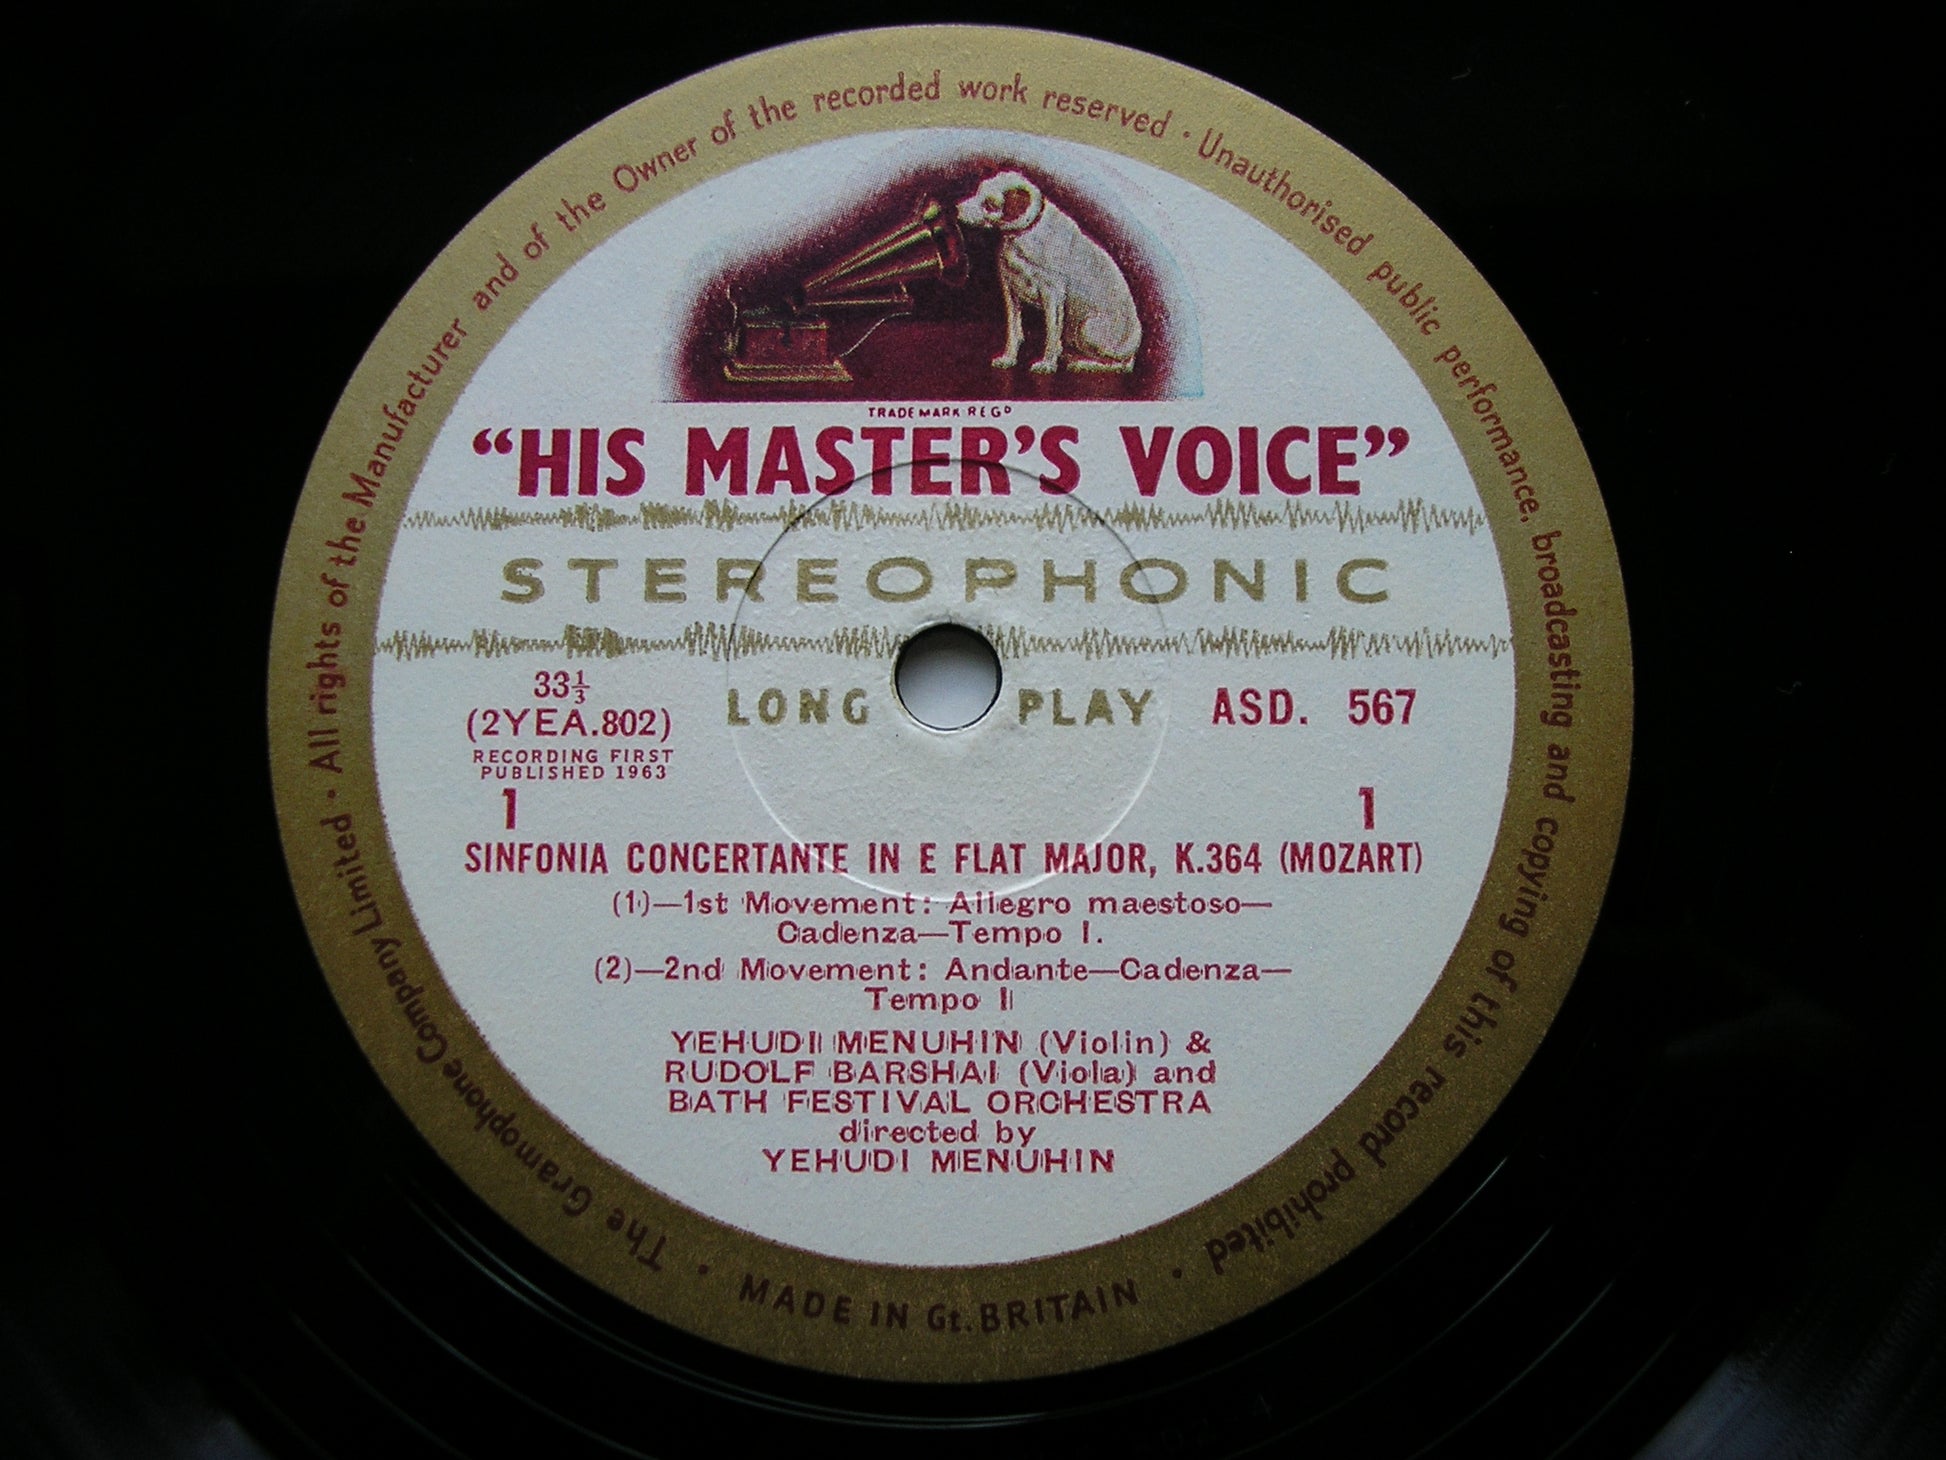 The Gramophone Company Limited · All rights of the Manufacturer and of the Owner of the recorded work reserved · Unauthorised public performance, broadcasting and copying of this record prohibited ·
TRADE MARK REGD
“HIS MASTER'S VOICE”
STEREOPHONIC
33⅓
(2YEA.802)
RECORDING FIRST
PUBLISHED 1963
LONG PLAY
ASD. 567
1 1
SINFONIA CONCERTANTE IN E FLAT MAJOR, K.364 (MOZART)
(1)—1st Movement: Allegro maestoso—
Cadenza—Tempo I.
(2)—2nd Movement: Andante—Cadenza—
Tempo I
YEHUDI MENUHIN (Violin) &
RUDOLF BARSHAI (Viola) and
BATH FESTIVAL ORCHESTRA
directed by
YEHUDI MENUHIN
· MADE IN Gt. BRITAIN ·